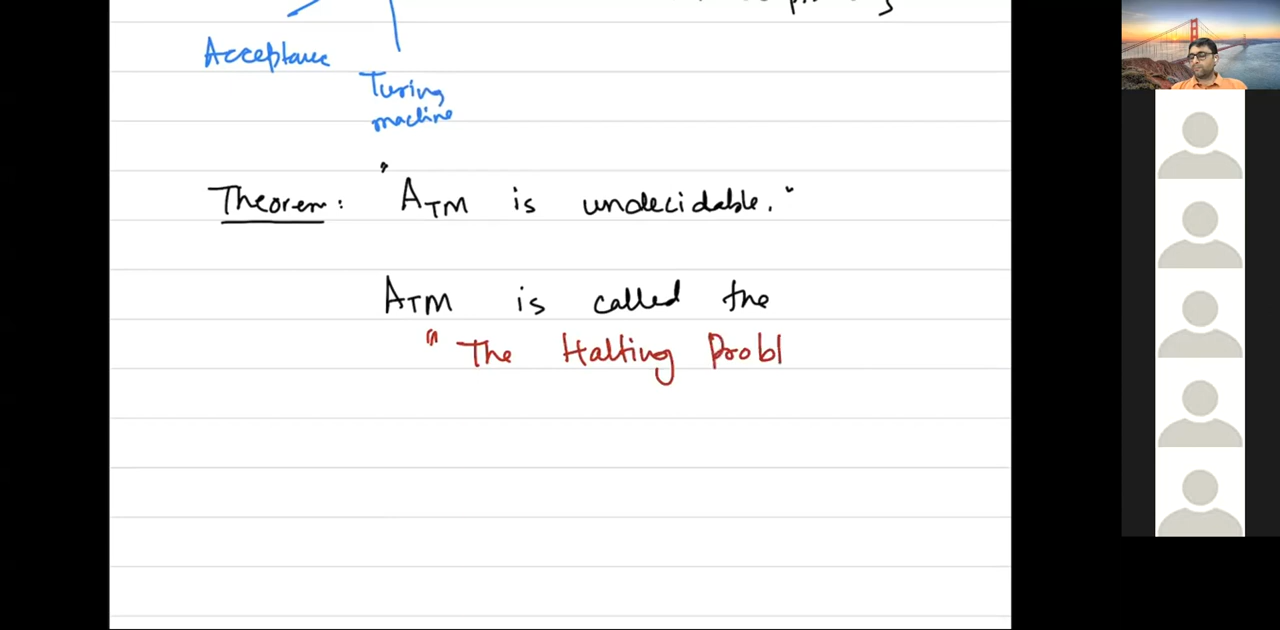 Acceptance
Turing
machine
Theorem: "ATM is undecidable."
ATM is called the
"The Halting Probl